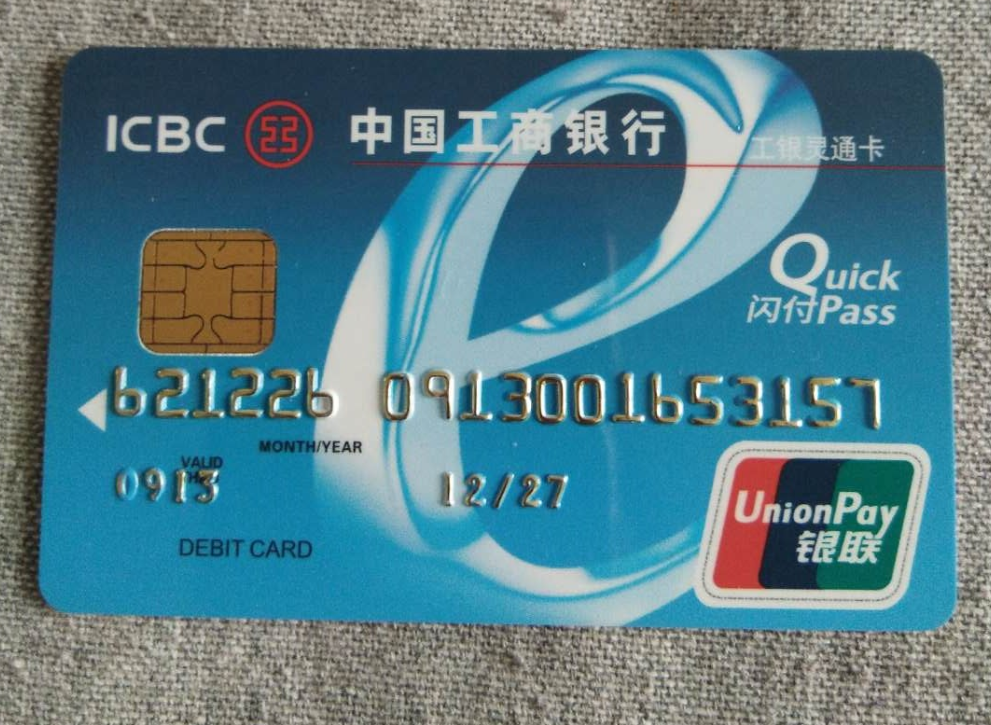 ICBC 中国工商银行
工银灵通卡
Quick
闪付Pass
621226 0913001653157
MONTH/YEAR
VALID
0913 12/27
DEBIT CARD
UnionPay
银联